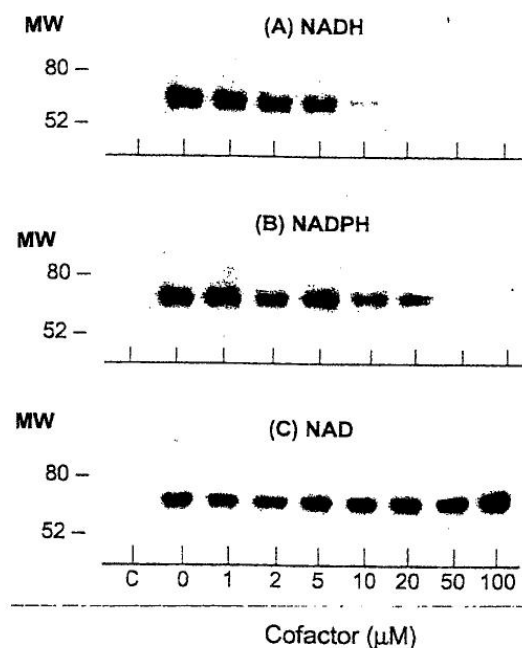 (A) NADH
MW
80 –
52 –
(B) NADPH
MW
80 –
52 –
(C) NAD
MW
80 –
52 –
C 0 1 2 5 10 20 50 100
Cofactor (µM)